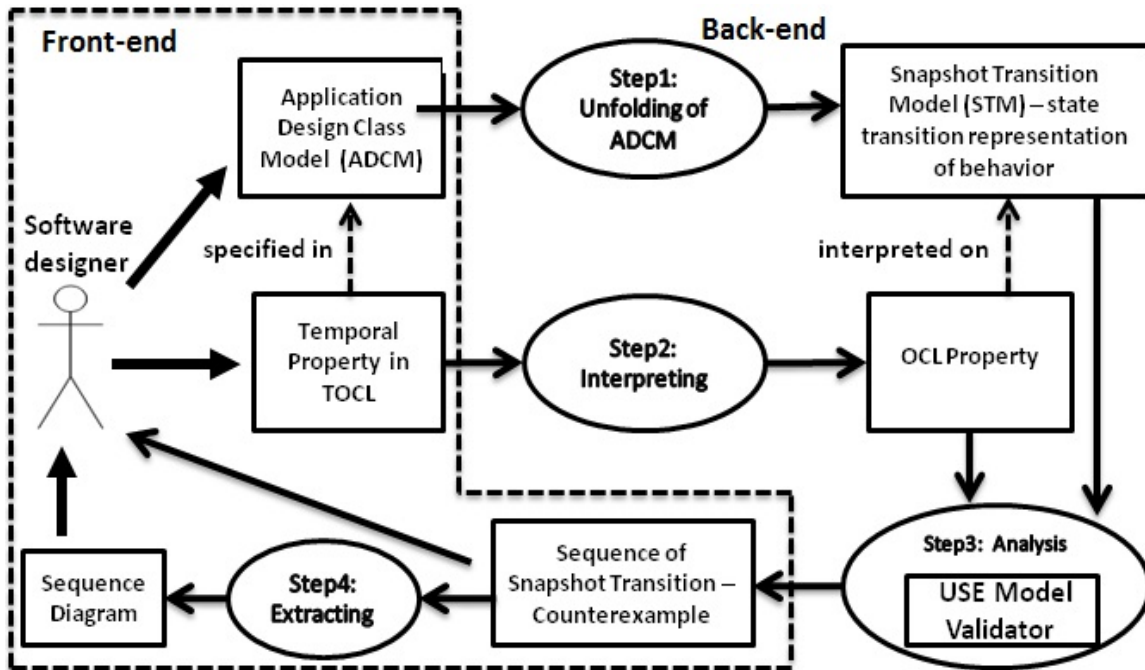 Front-end
Back-end
Application
Design Class
Model (ADCM)
Step1:
Unfolding of
ADCM
Snapshot Transition
Model (STM) – state
transition representation
of behavior
Software
designer
specified in
interpreted on
Temporal
Property in
TOCL
Step2:
Interpreting
OCL Property
Sequence
Diagram
Step4:
Extracting
Sequence of
Snapshot Transition –
Counterexample
Step3: Analysis
USE Model
Validator